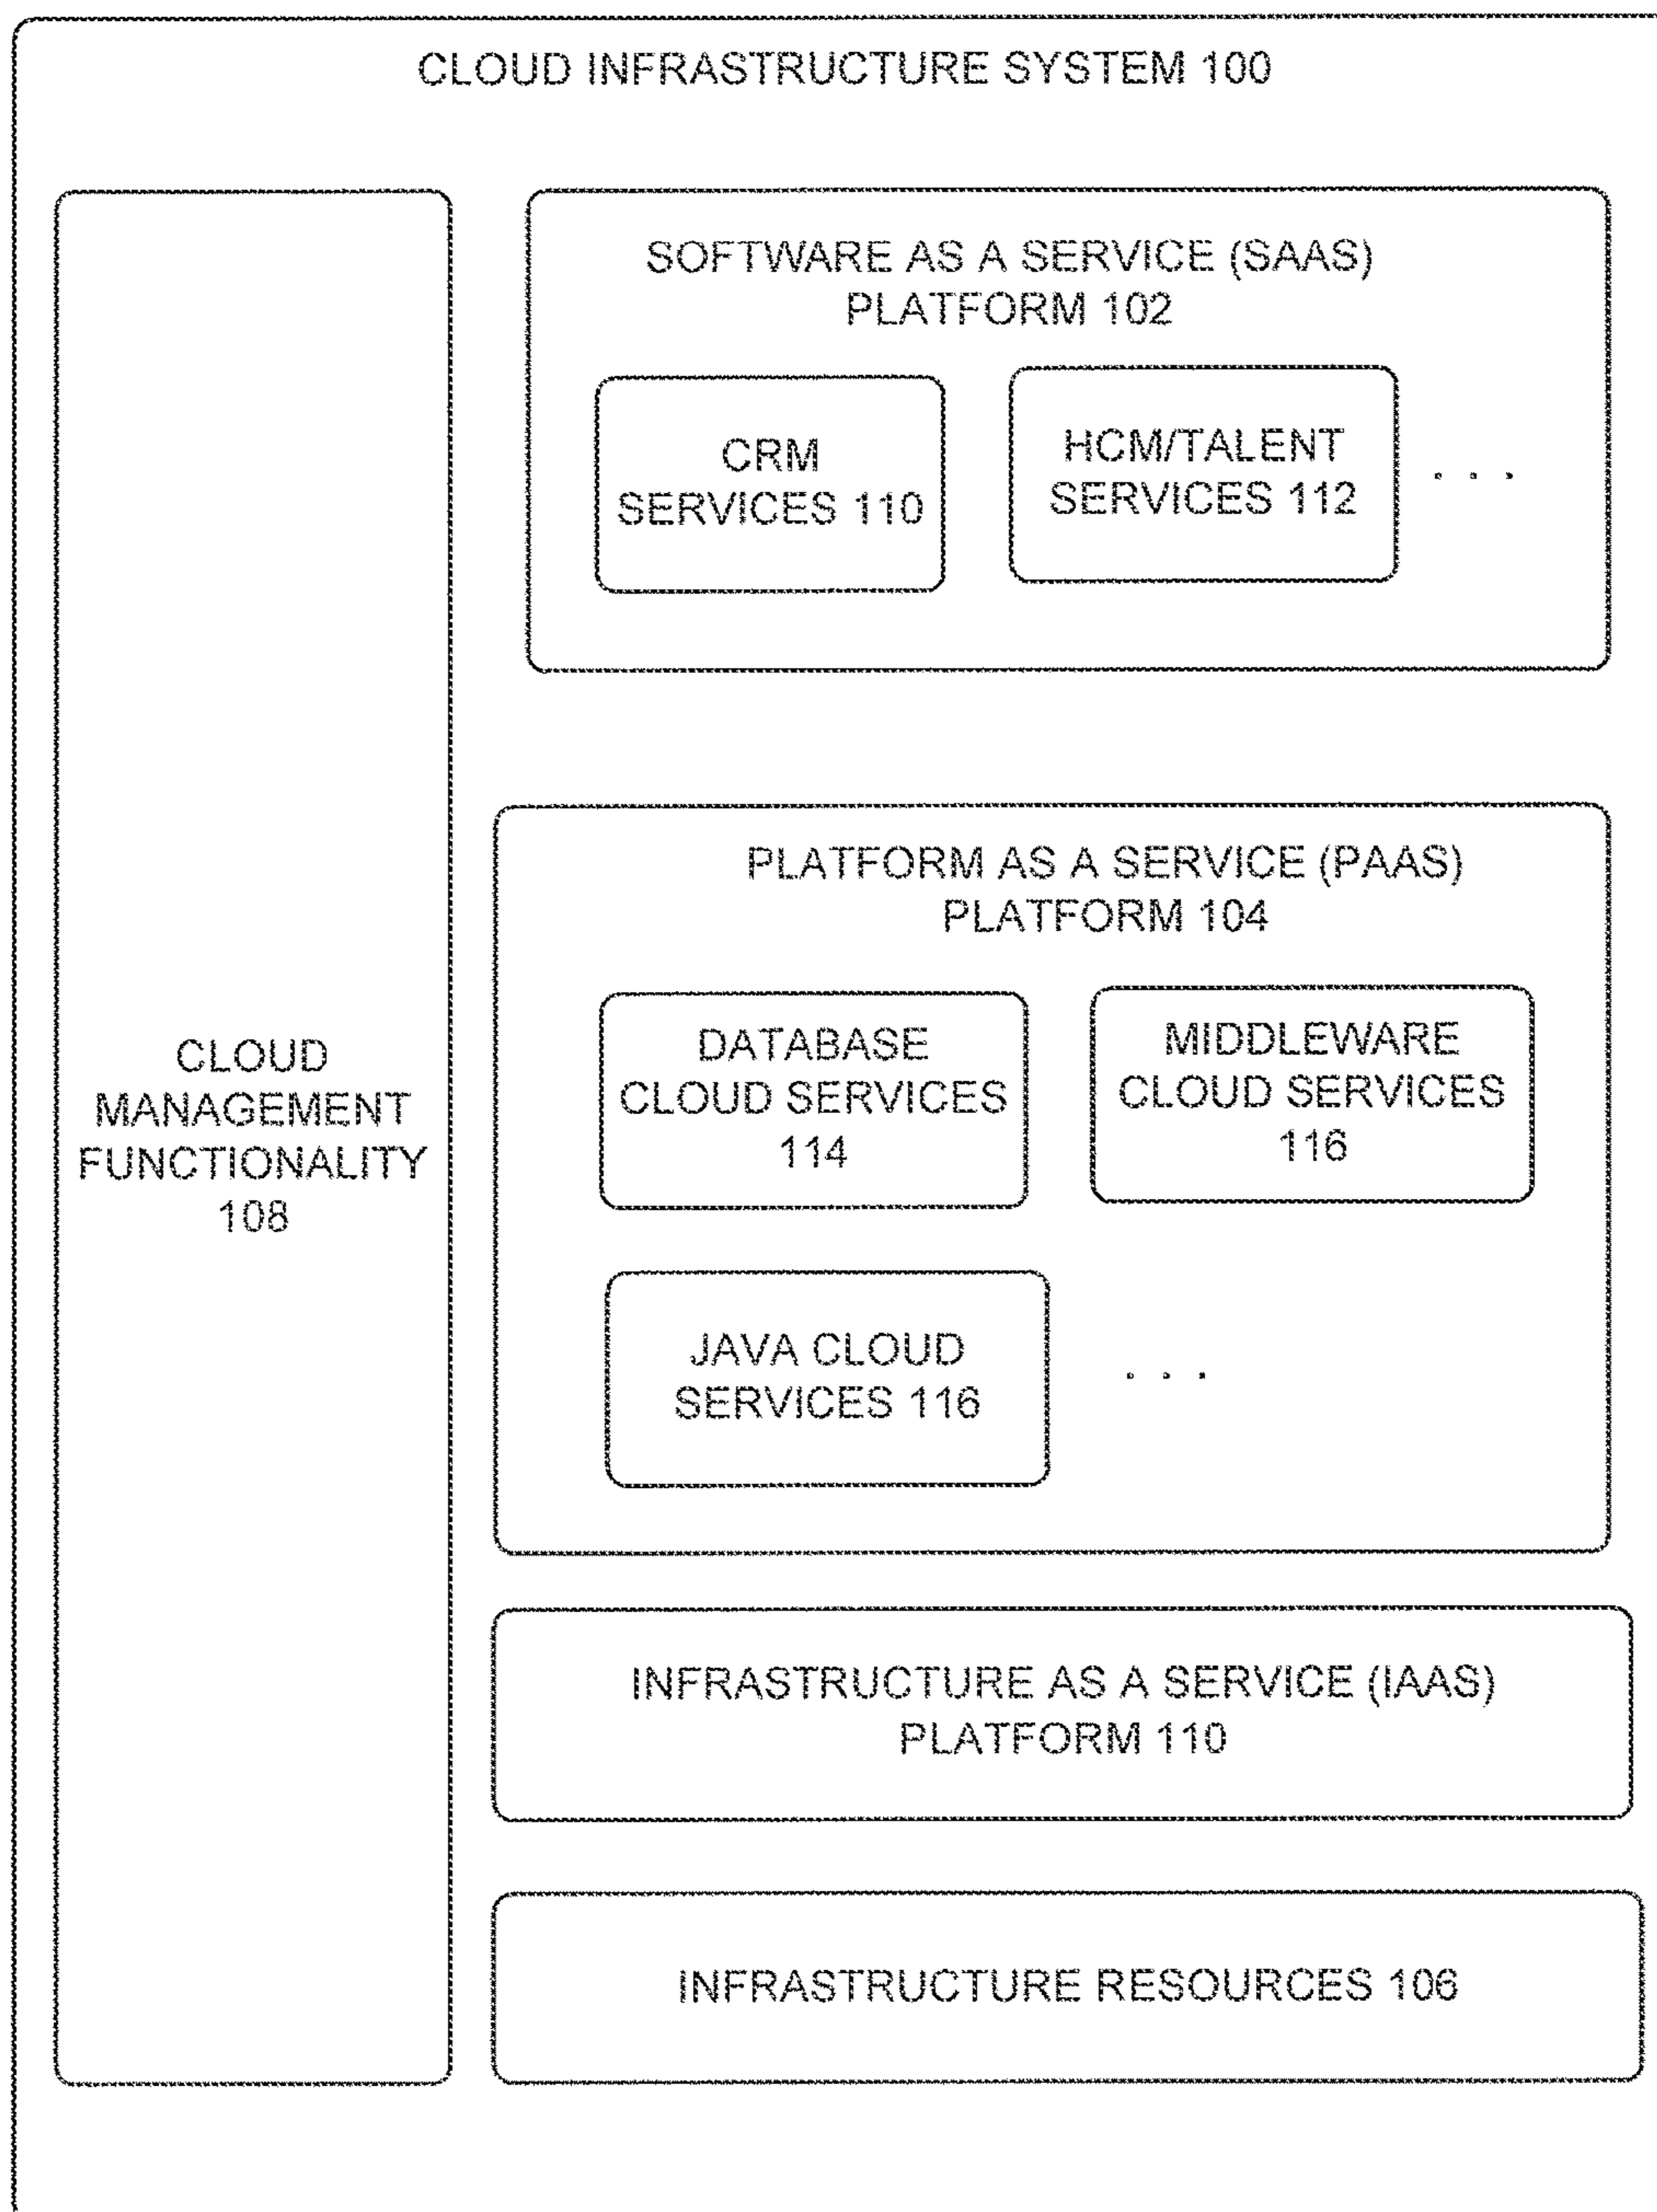 CLOUD INFRASTRUCTURE SYSTEM 100
SOFTWARE AS A SERVICE (SAAS)
PLATFORM 102
CRM
SERVICES 110
HCM/TALENT
SERVICES 112
. . .
PLATFORM AS A SERVICE (PAAS)
PLATFORM 104
DATABASE
CLOUD SERVICES
114
MIDDLEWARE
CLOUD SERVICES
116
JAVA CLOUD
SERVICES 116
. . .
CLOUD
MANAGEMENT
FUNCTIONALITY
108
INFRASTRUCTURE AS A SERVICE (IAAS)
PLATFORM 110
INFRASTRUCTURE RESOURCES 106